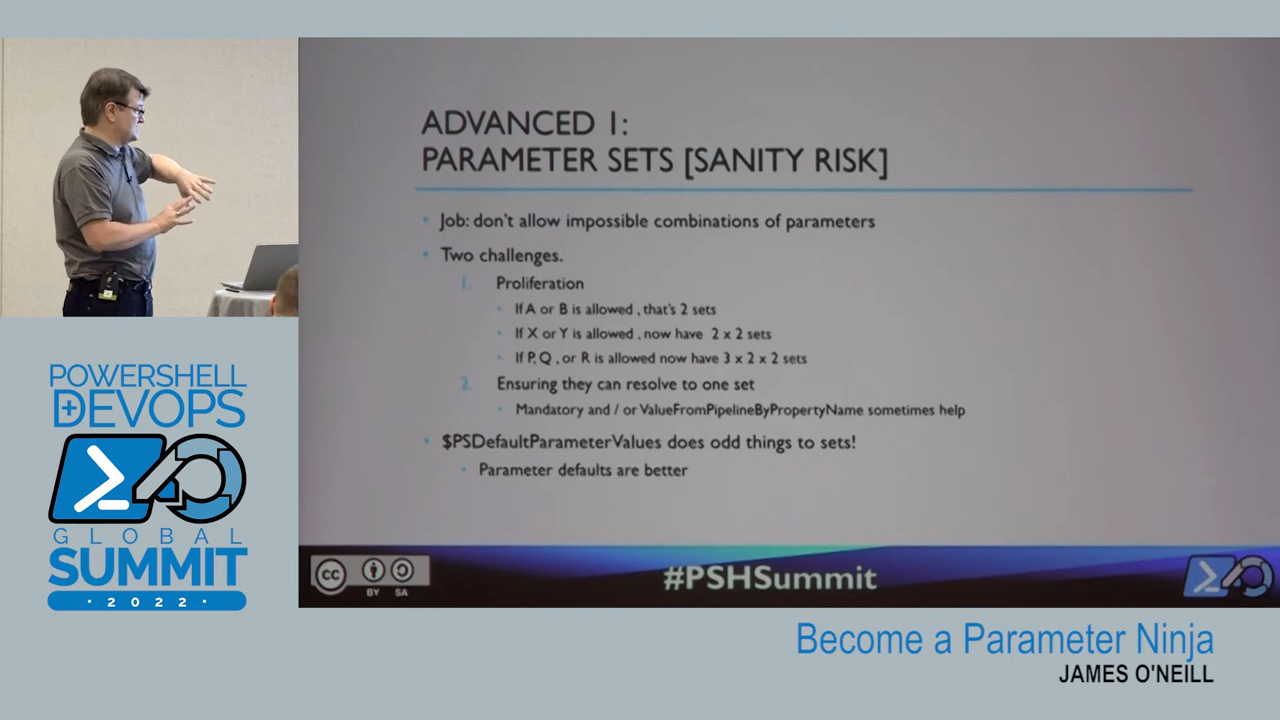 ADVANCED 1:
PARAMETER SETS [SANITY RISK]
Job: don't allow impossible combinations of parameters
Two challenges.
1. Proliferation
If A or B is allowed , that's 2 sets
If X or Y is allowed , now have 2 x 2 sets
If P, Q , or R is allowed now have 3 x 2 x 2 sets
2. Ensuring they can resolve to one set
Mandatory and / or ValueFromPipelineByPropertyName sometimes help
$PSDefaultParameterValues does odd things to sets!
Parameter defaults are better
cc BY SA
#PSHSummit
POWERSHELL
+DEVOPS
GLOBAL
SUMMIT
· 2022 ·
Become a Parameter Ninja
JAMES O'NEILL